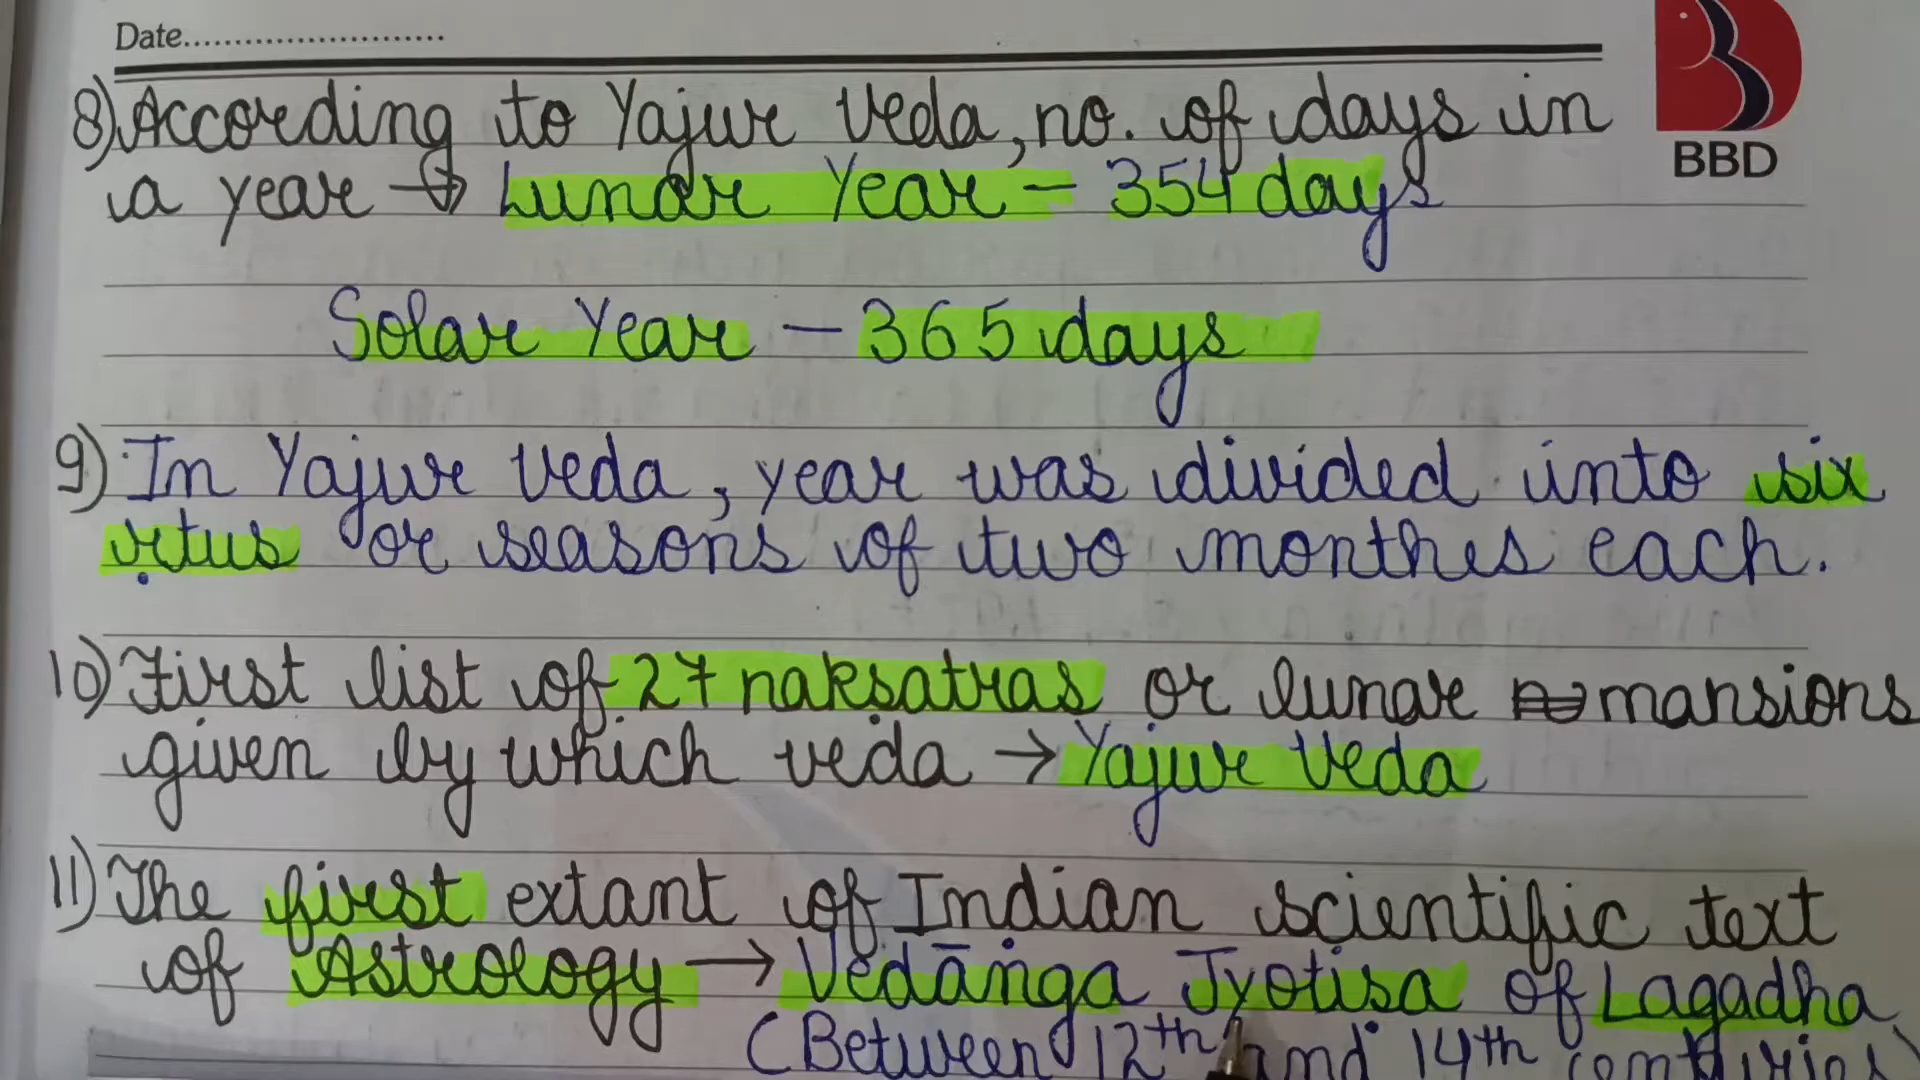 Date..........................
BBD
8) According to Yajur Veda, no. of days in
a year → Lunar Year - 354 days
Solar Year - 365 days
9) In Yajur Veda, year was divided into six
ṛtus or seasons of two monthes each.
10) First list of 27 nakṣatras or lunar mansions
given by which veda → Yajur Veda
11) The first extant of Indian scientific text
of Astrology → Vedāṅga Jyotiṣa of Lagadha
(Between 12th and 14th centuries)